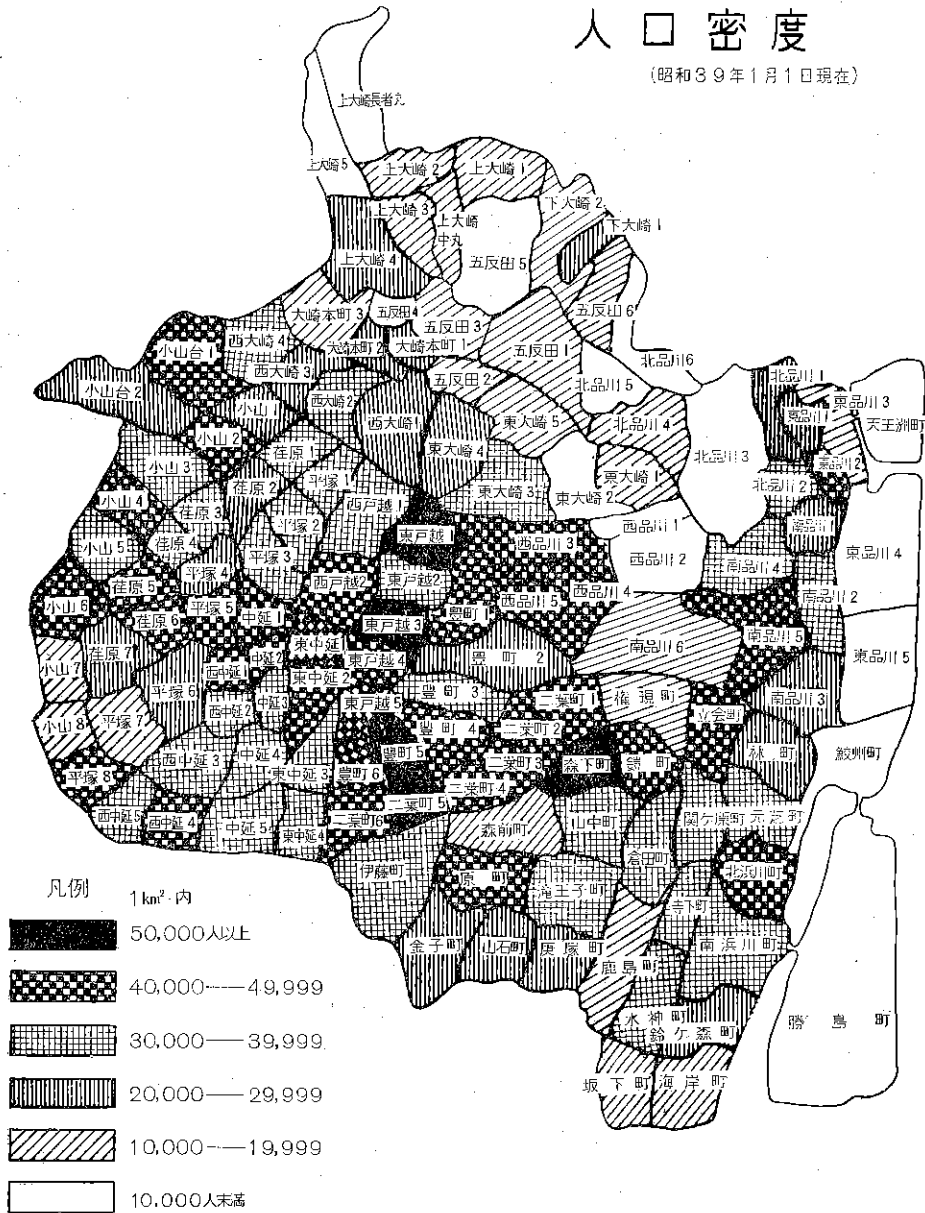 人口密度
(昭和39年1月1日現在)
上大崎長者丸
上大崎5
上大崎2
上大崎1
上大崎3
上大崎中丸
下大崎2
下大崎1
上大崎4
五反田5
大崎本町3
五反田4
五反田3
五反田6
小山台1
西大崎4
大崎本町2
大崎本町1
五反田1
北品川6
西大崎3
五反田2
北品川5
北品川1
東品川3
小山台2
小山1
西大崎2
西大崎1
東大崎5
北品川4
東品川1
天王洲町
小山2
荏原1
東大崎4
北品川3
東品川2
小山3
荏原2
平塚1
東大崎3
東大崎1
北品川2
小山4
荏原3
西戸越1
東大崎2
平塚2
東戸越1
西品川1
南品川1
小山5
荏原4
平塚3
西品川3
西品川2
東品川4
平塚4
西戸越2
東戸越2
南品川4
荏原5
西品川4
南品川2
小山6
平塚5
中延1
豊町1
西品川5
荏原6
東戸越3
南品川5
東中延1
南品川6
荏原7
西中延1
中延2
東戸越4
豊町2
東品川5
小山7
東中延2
平塚6
豊町3
南品川3
西中延2
中延3
東戸越5
二葉町1
権現町
小山8
平塚7
豊町4
二葉町2
立会町
中延4
豊町5
林町
鮫州町
西中延3
二葉町3
森下町
鎧町
平塚8
東中延3
豊町6
二葉町4
二葉町5
西中延5
西中延4
中延5
東中延4
二葉町6
森前町
山中町
関ケ原町
元芝町
倉田町
伊藤町
原町
滝王子町
北浜川町
寺下町
金子町
山石町
庚塚町
鹿島町
南浜川町
水神町
鈴ケ森町
勝島町
坂下町
海岸町
凡例
1km²内
50,000人以上
40,000——49,999
30,000——39,999
20,000——29,999
10,000——19,999
10,000人未満